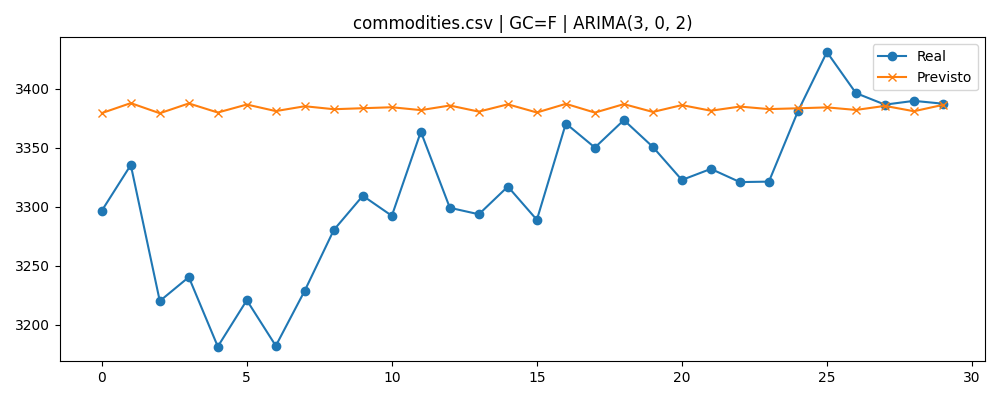 commodities.csv | GC=F | ARIMA(3, 0, 2)
Real
Previsto
3400
3350
3300
3250
3200
0 5 10 15 20 25 30